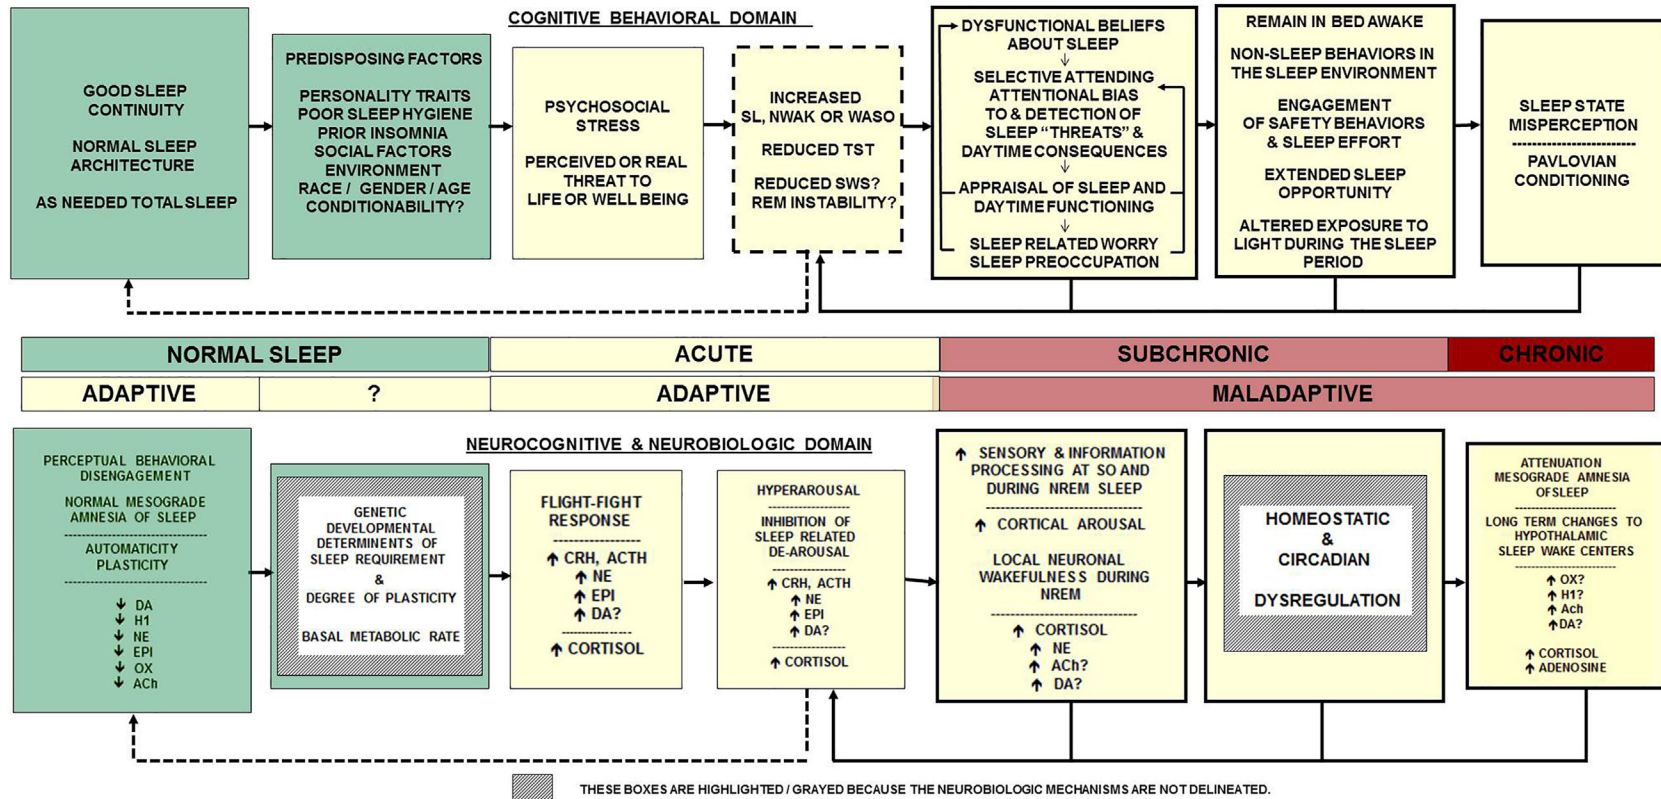 COGNITIVE BEHAVIORAL DOMAIN
GOOD SLEEP
CONTINUITY
NORMAL SLEEP
ARCHITECTURE
AS NEEDED TOTAL SLEEP
PREDISPOSING FACTORS
PERSONALITY TRAITS
POOR SLEEP HYGIENE
PRIOR INSOMNIA
SOCIAL FACTORS
ENVIRONMENT
RACE / GENDER / AGE
CONDITIONABILITY?
PSYCHOSOCIAL
STRESS
PERCEIVED OR REAL
THREAT TO
LIFE OR WELL BEING
INCREASED
SL, NWAK OR WASO
REDUCED TST
REDUCED SWS?
REM INSTABILITY?
DYSFUNCTIONAL BELIEFS
ABOUT SLEEP
↓
SELECTIVE ATTENDING
ATTENTIONAL BIAS
TO & DETECTION OF
SLEEP “THREATS” &
DAYTIME CONSEQUENCES
↓
APPRAISAL OF SLEEP AND
DAYTIME FUNCTIONING
↓
SLEEP RELATED WORRY
SLEEP PREOCCUPATION
REMAIN IN BED AWAKE
NON-SLEEP BEHAVIORS IN
THE SLEEP ENVIRONMENT
ENGAGEMENT
OF SAFETY BEHAVIORS
& SLEEP EFFORT
EXTENDED SLEEP
OPPORTUNITY
ALTERED EXPOSURE TO
LIGHT DURING THE SLEEP
PERIOD
SLEEP STATE
MISPERCEPTION
PAVLOVIAN
CONDITIONING
NORMAL SLEEP
ACUTE
SUBCHRONIC
CHRONIC
ADAPTIVE
?
ADAPTIVE
MALADAPTIVE
NEUROCOGNITIVE & NEUROBIOLOGIC DOMAIN
PERCEPTUAL BEHAVIORAL
DISENGAGEMENT
NORMAL MESOGRADE
AMNESIA OF SLEEP
AUTOMATICITY
PLASTICITY
↓ DA
↓ H1
↓ NE
↓ EPI
↓ OX
↓ ACh
GENETIC
DEVELOPMENTAL
DETERMINENTS OF
SLEEP REQUIREMENT
&
DEGREE OF PLASTICITY
BASAL METABOLIC RATE
FLIGHT-FIGHT
RESPONSE
↑ CRH, ACTH
↑ NE
↑ EPI
↑ DA?
↑ CORTISOL
HYPERAROUSAL
INHIBITION OF
SLEEP RELATED
DE-AROUSAL
↑ CRH, ACTH
↑ NE
↑ EPI
↑ DA?
↑ CORTISOL
↑ SENSORY & INFORMATION
PROCESSING AT SO AND
DURING NREM SLEEP
↑ CORTICAL AROUSAL
LOCAL NEURONAL
WAKEFULNESS DURING
NREM
↑ CORTISOL
↑ NE
↑ ACh?
↑ DA?
HOMEOSTATIC
&
CIRCADIAN
DYSREGULATION
ATTENUATION
MESOGRADE AMNESIA
OFSLEEP
LONG TERM CHANGES TO
HYPOTHALAMIC
SLEEP WAKE CENTERS
↑ OX?
↑ H1?
↑ Ach
↑ DA?
↑ CORTISOL
↑ ADENOSINE
THESE BOXES ARE HIGHLIGHTED / GRAYED BECAUSE THE NEUROBIOLOGIC MECHANISMS ARE NOT DELINEATED.